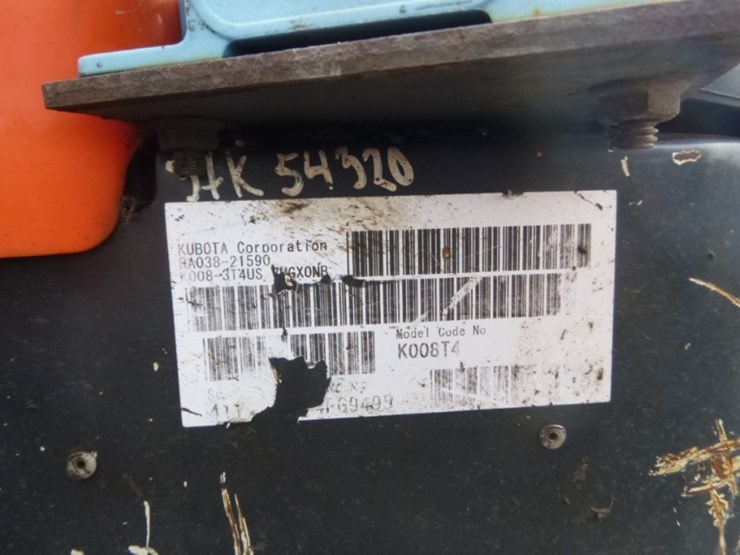 HK 54320
KUBOTA Corporation
RA038-21590
K008-3T4US
Model Code No
K008T4